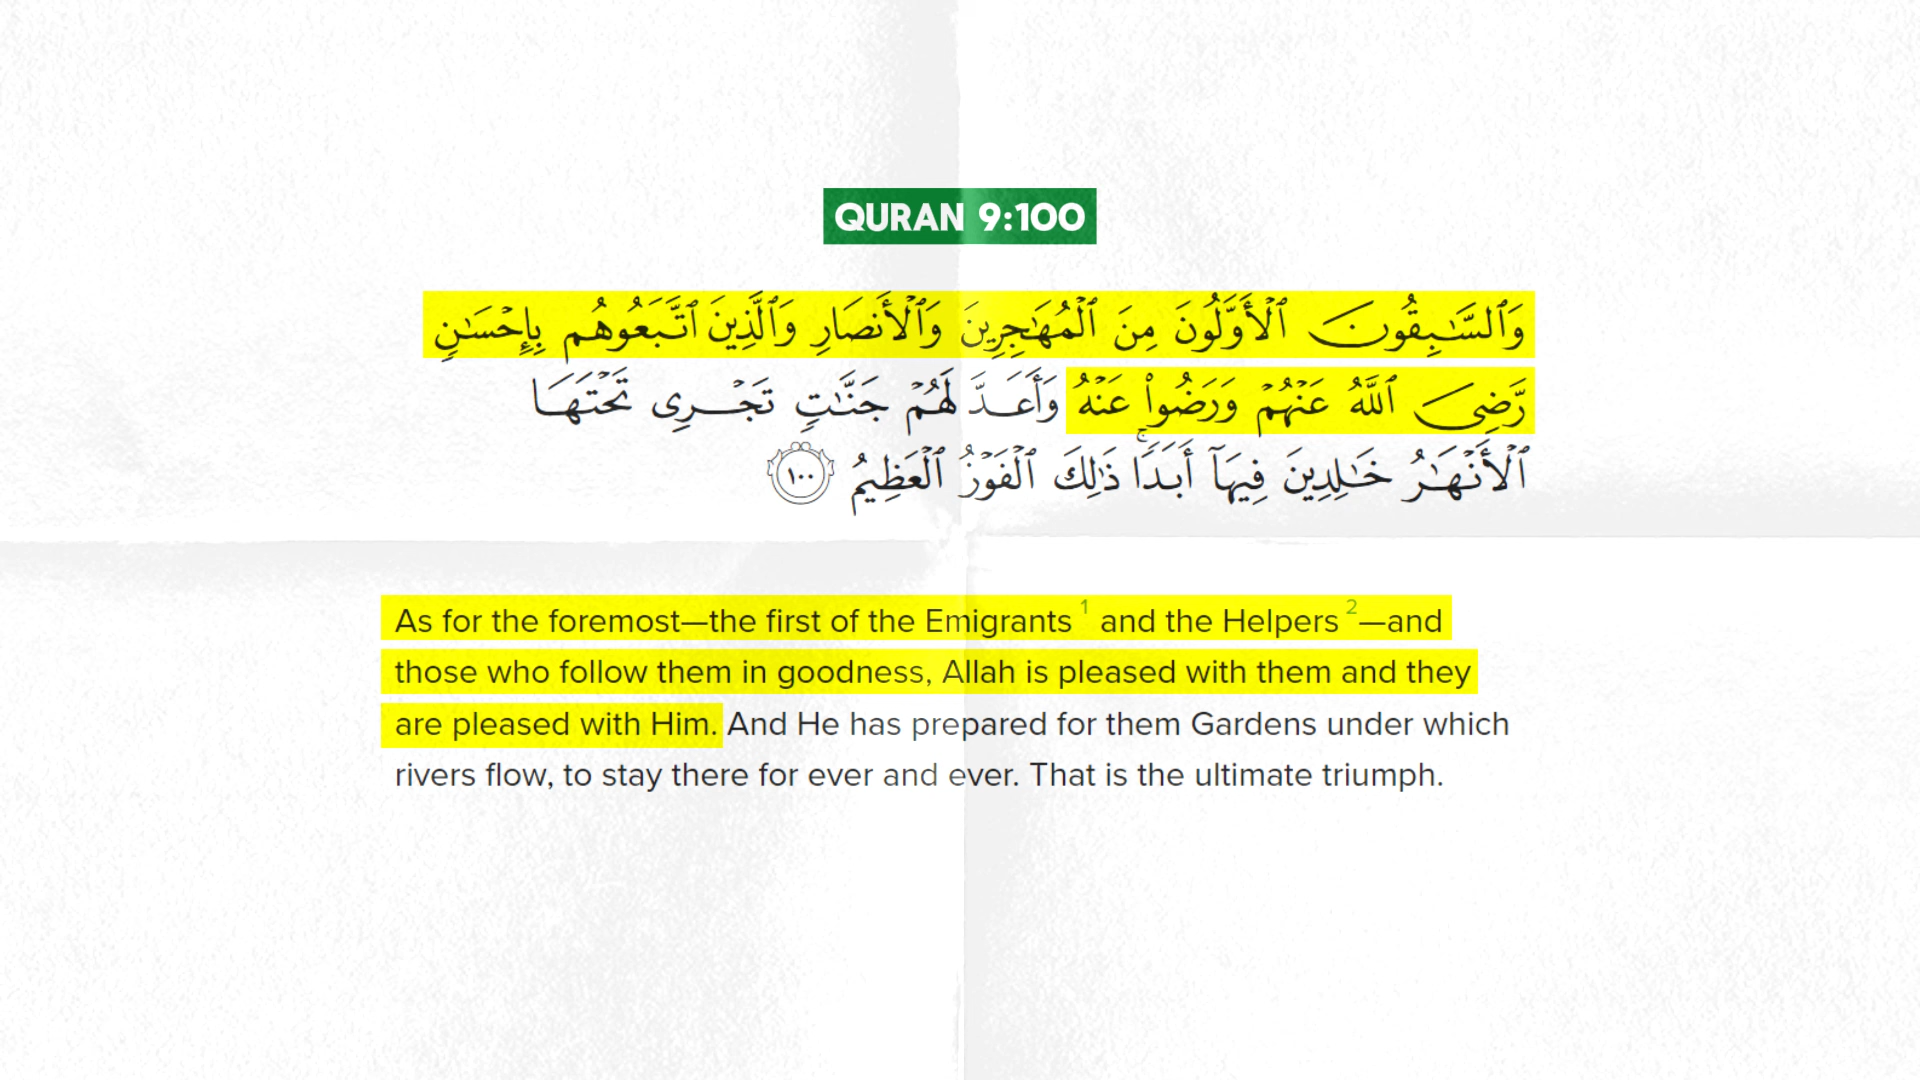 QURAN 9:100
وَٱلسَّـٰبِقُونَ ٱلْأَوَّلُونَ مِنَ ٱلْمُهَـٰجِرِينَ وَٱلْأَنصَارِ وَٱلَّذِينَ ٱتَّبَعُوهُم بِإِحْسَـٰنٍ
رَّضِىَ ٱللَّهُ عَنْهُمْ وَرَضُوا۟ عَنْهُ وَأَعَدَّ لَهُمْ جَنَّـٰتٍ تَجْرِى تَحْتَهَا
ٱلْأَنْهَـٰرُ خَـٰلِدِينَ فِيهَآ أَبَدًا ۚ ذَٰلِكَ ٱلْفَوْزُ ٱلْعَظِيمُ ١٠٠
As for the foremost—the first of the Emigrants 1 and the Helpers 2—and
those who follow them in goodness, Allah is pleased with them and they
are pleased with Him. And He has prepared for them Gardens under which
rivers flow, to stay there for ever and ever. That is the ultimate triumph.